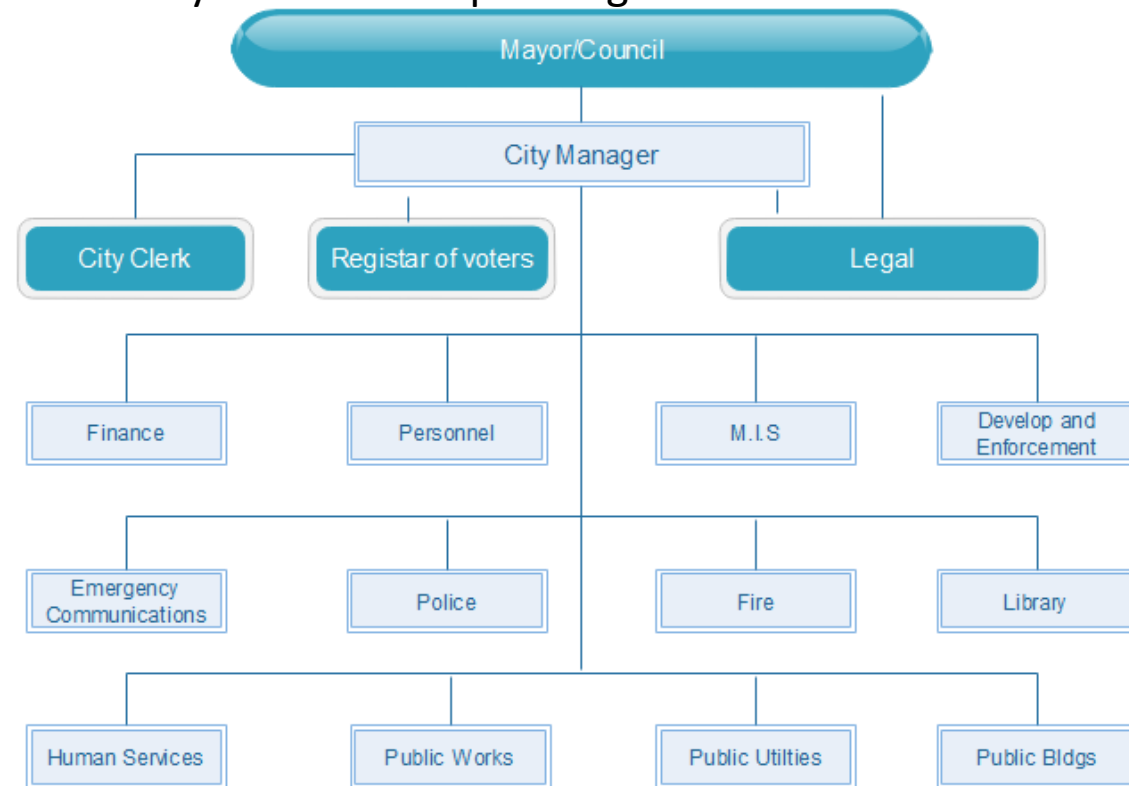 Mayor/Council
City Manager
City Clerk
Registar of voters
Legal
Finance
Personnel
M.I.S
Develop and
Enforcement
Emergency
Communications
Police
Fire
Library
Human Services
Public Works
Public Utilties
Public Bldgs